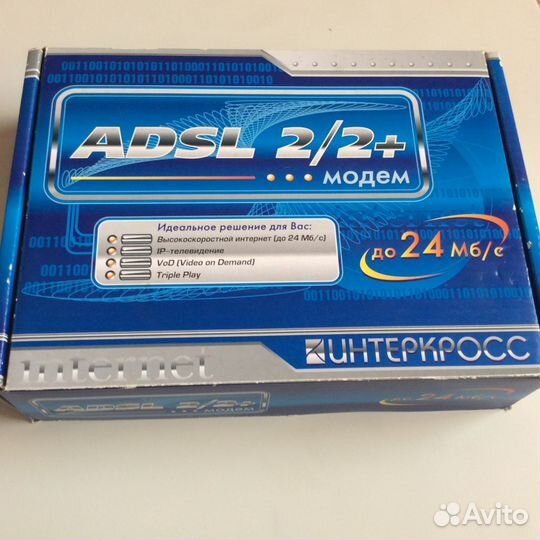 ADSL 2/2+
модем
Идеальное решение для Вас:
Высокоскоростной интернет (до 24 Мб/с)
IP-телевидение
VoD (Video on Demand)
Triple Play
до 24 Мб/с
internet
ИНТЕРКРОСС
ADSL 2/2+
модем
до 24 Мб/с
Avito